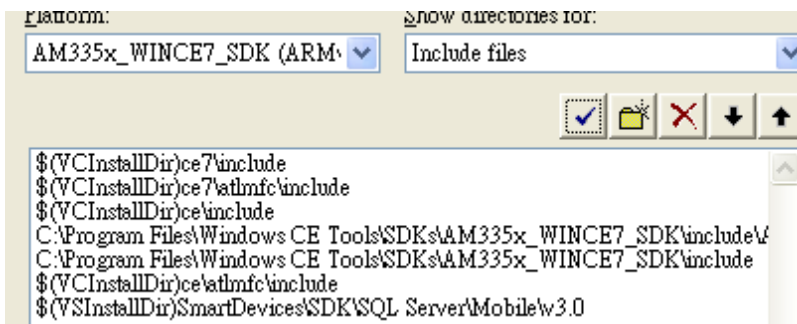 Platform:
Show directories for:
AM335x_WINCE7_SDK (ARM
Include files
$(VCInstallDir)ce7\include
$(VCInstallDir)ce7\atlmfc\include
$(VCInstallDir)ce\include
C:\Program Files\Windows CE Tools\SDKs\AM335x_WINCE7_SDK\include\A
C:\Program Files\Windows CE Tools\SDKs\AM335x_WINCE7_SDK\include
$(VCInstallDir)ce\atlmfc\include
$(VSInstallDir)SmartDevices\SDK\SQL Server\Mobile\v3.0